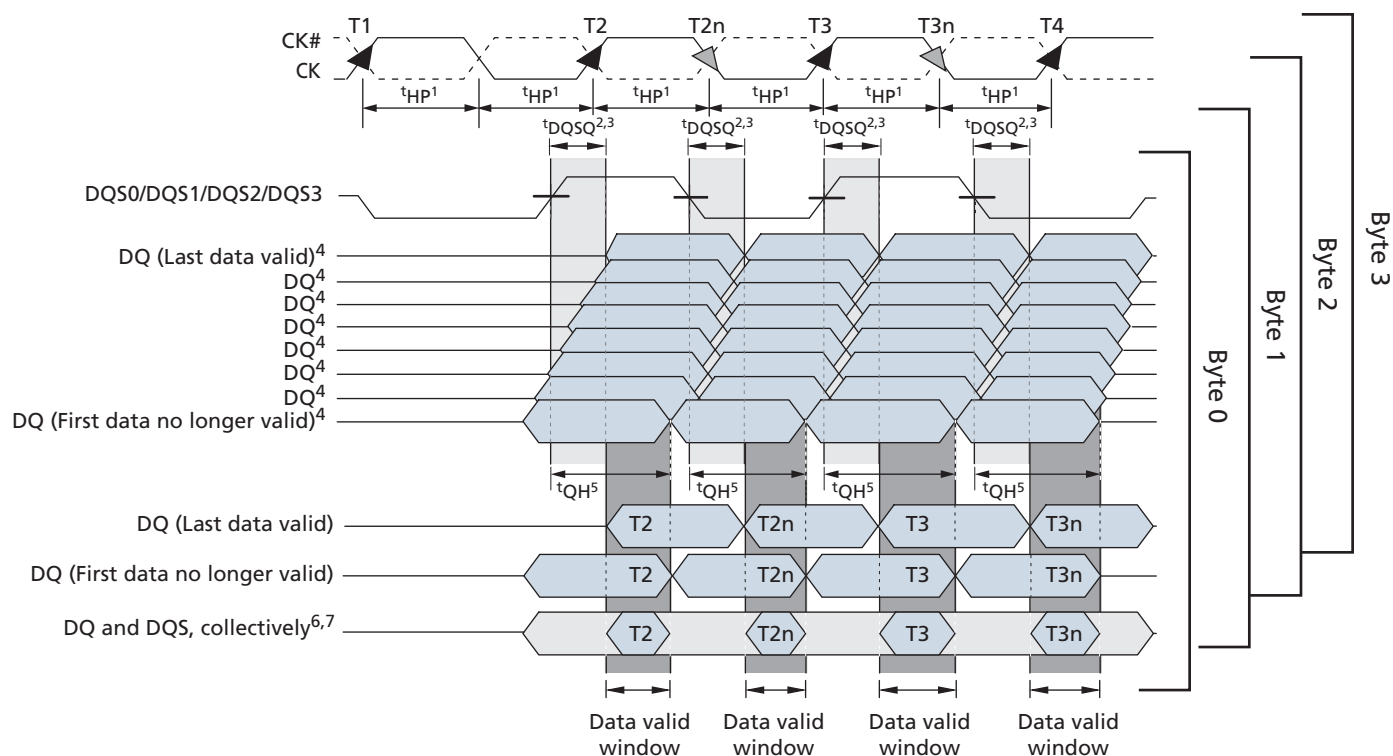 T1 T2 T2n T3 T3n T4
CK#
CK
tHP1 tHP1 tHP1 tHP1 tHP1 tHP1
tDQSQ2,3 tDQSQ2,3 tDQSQ2,3 tDQSQ2,3
DQS0/DQS1/DQS2/DQS3
DQ (Last data valid)4
DQ4
DQ4
DQ4
DQ4
DQ4
DQ4
DQ (First data no longer valid)4
tQH5 tQH5 tQH5 tQH5
DQ (Last data valid) T2 T2n T3 T3n
DQ (First data no longer valid) T2 T2n T3 T3n
DQ and DQS, collectively6,7 T2 T2n T3 T3n
Data valid window
Data valid window
Data valid window
Data valid window
Byte 0
Byte 1
Byte 2
Byte 3